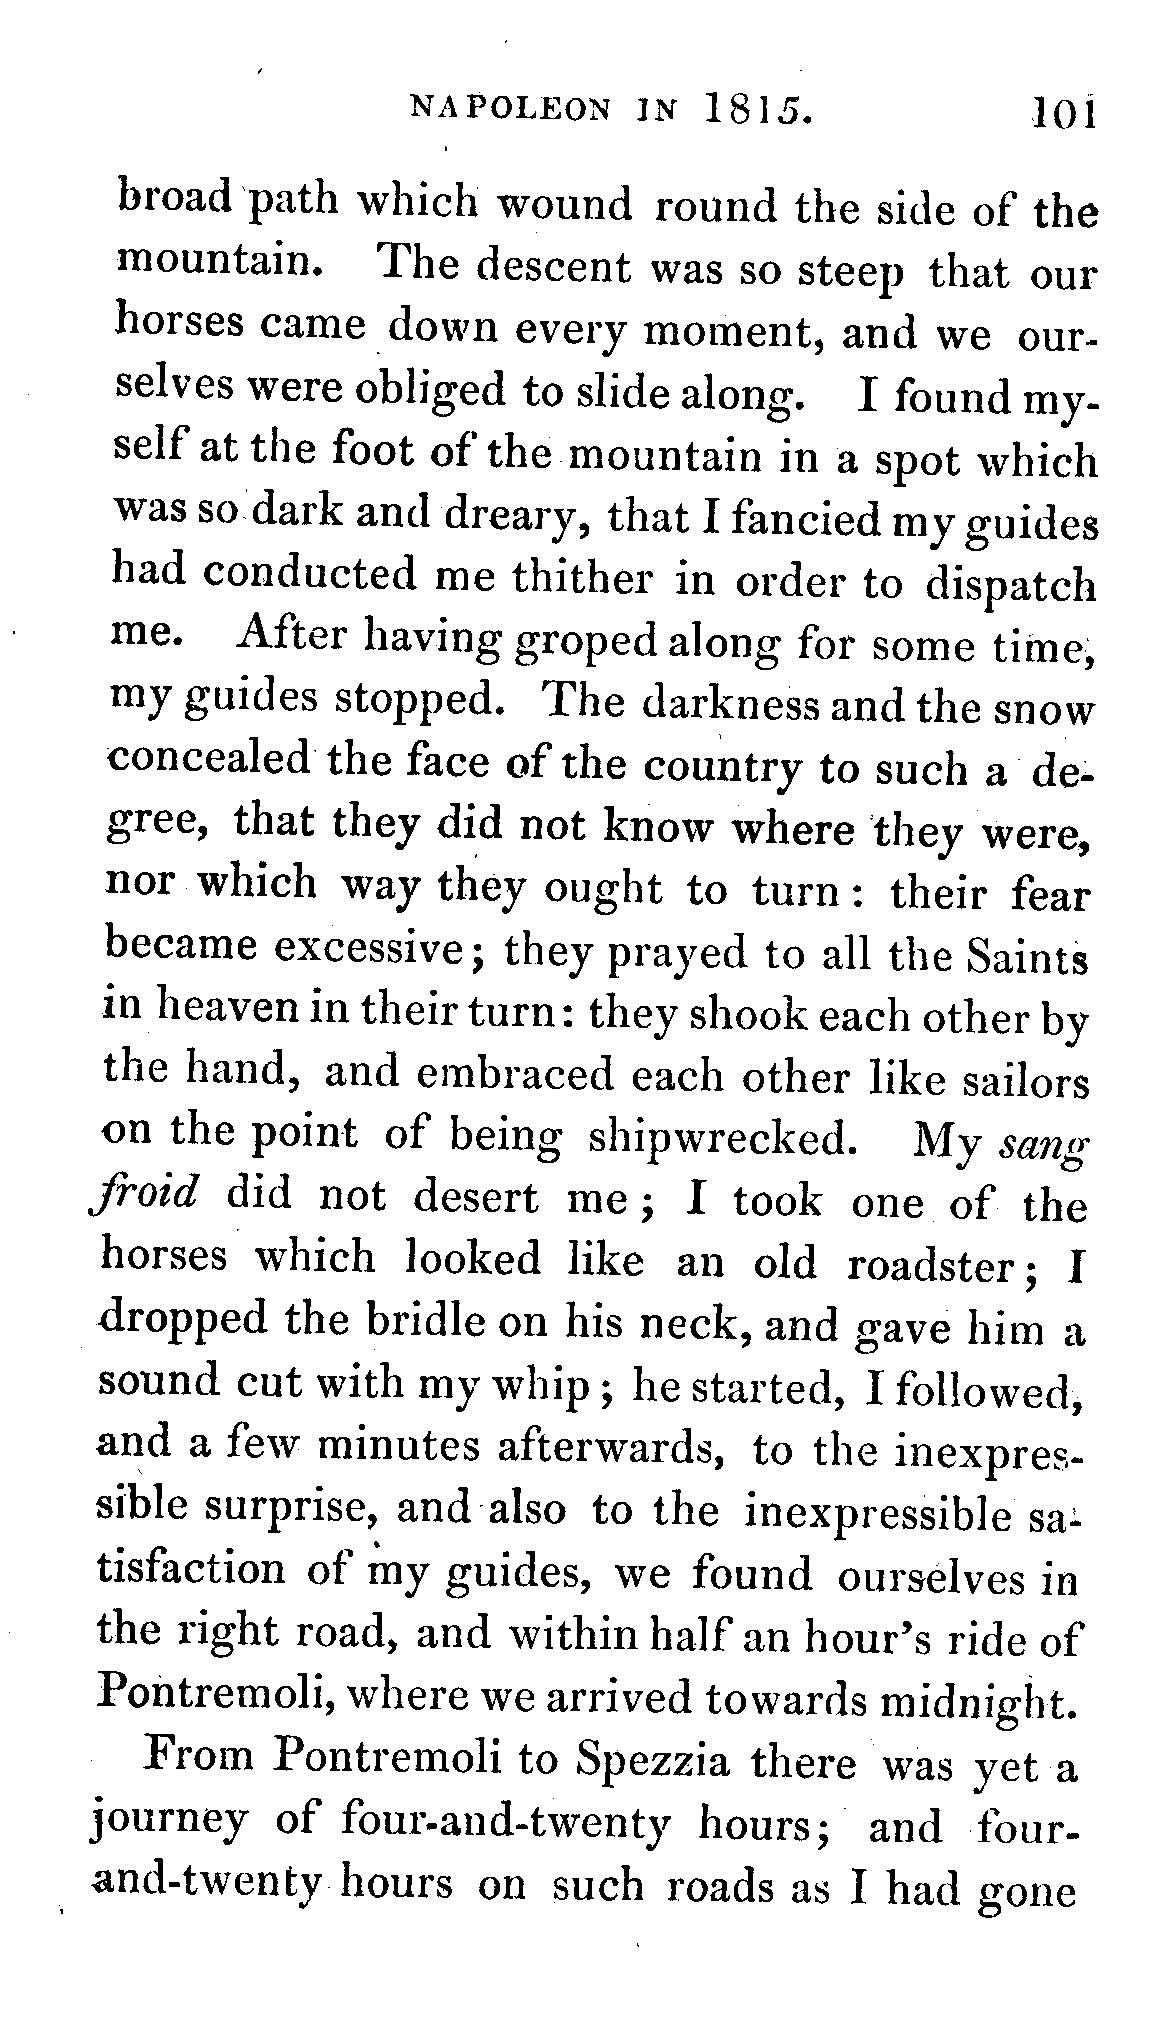 NAPOLEON IN 1815. 101
broad path which wound round the side of the
mountain. The descent was so steep that our
horses came down every moment, and we our-
selves were obliged to slide along. I found my-
self at the foot of the mountain in a spot which
was so dark and dreary, that I fancied my guides
had conducted me thither in order to dispatch
me. After having groped along for some time,
my guides stopped. The darkness and the snow
concealed the face of the country to such a de-
gree, that they did not know where they were,
nor which way they ought to turn : their fear
became excessive; they prayed to all the Saints
in heaven in their turn: they shook each other by
the hand, and embraced each other like sailors
on the point of being shipwrecked. My sang
froid did not desert me ; I took one of the
horses which looked like an old roadster; I
dropped the bridle on his neck, and gave him a
sound cut with my whip ; he started, I followed,
and a few minutes afterwards, to the inexpres-
sible surprise, and also to the inexpressible sa-
tisfaction of my guides, we found ourselves in
the right road, and within half an hour's ride of
Pontremoli, where we arrived towards midnight.
From Pontremoli to Spezzia there was yet a
journey of four-and-twenty hours; and four-
and-twenty hours on such roads as I had gone